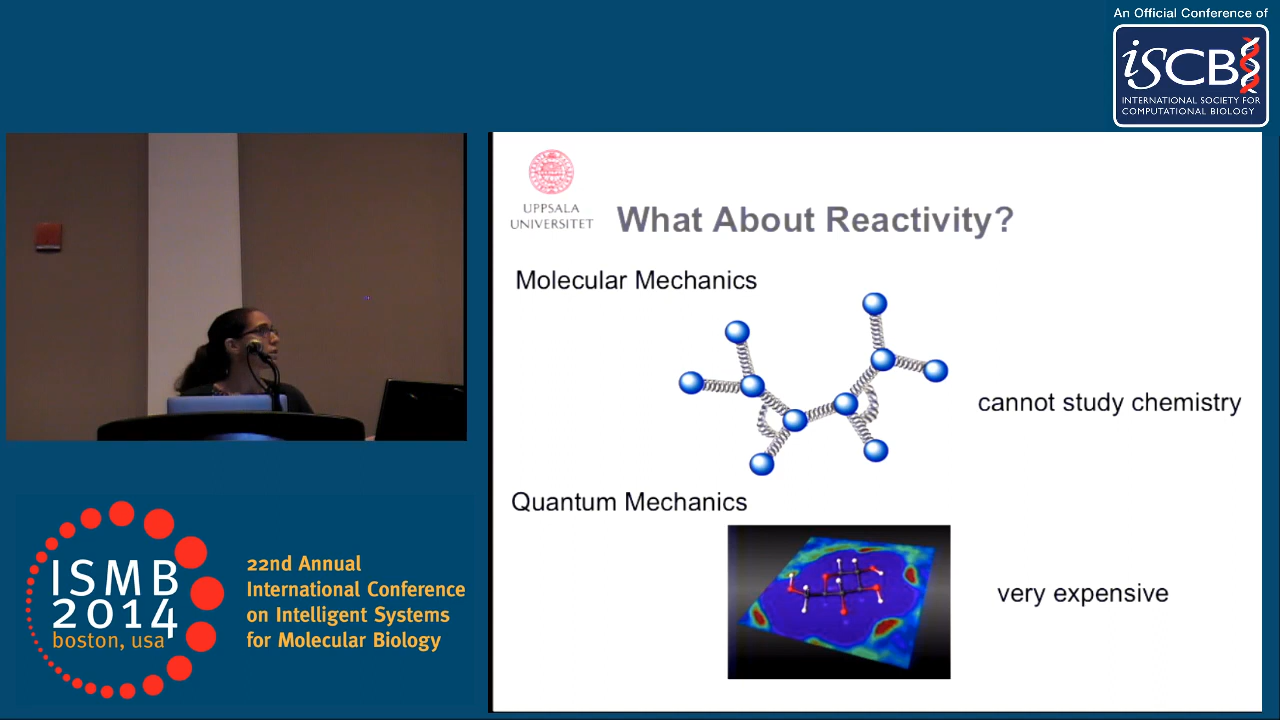 An Official Conference of
iSCB
INTERNATIONAL SOCIETY FOR
COMPUTATIONAL BIOLOGY
UPPSALA
UNIVERSITET
What About Reactivity?
Molecular Mechanics
cannot study chemistry
Quantum Mechanics
very expensive
ISMB
2014
boston, usa
22nd Annual
International Conference
on Intelligent Systems
for Molecular Biology